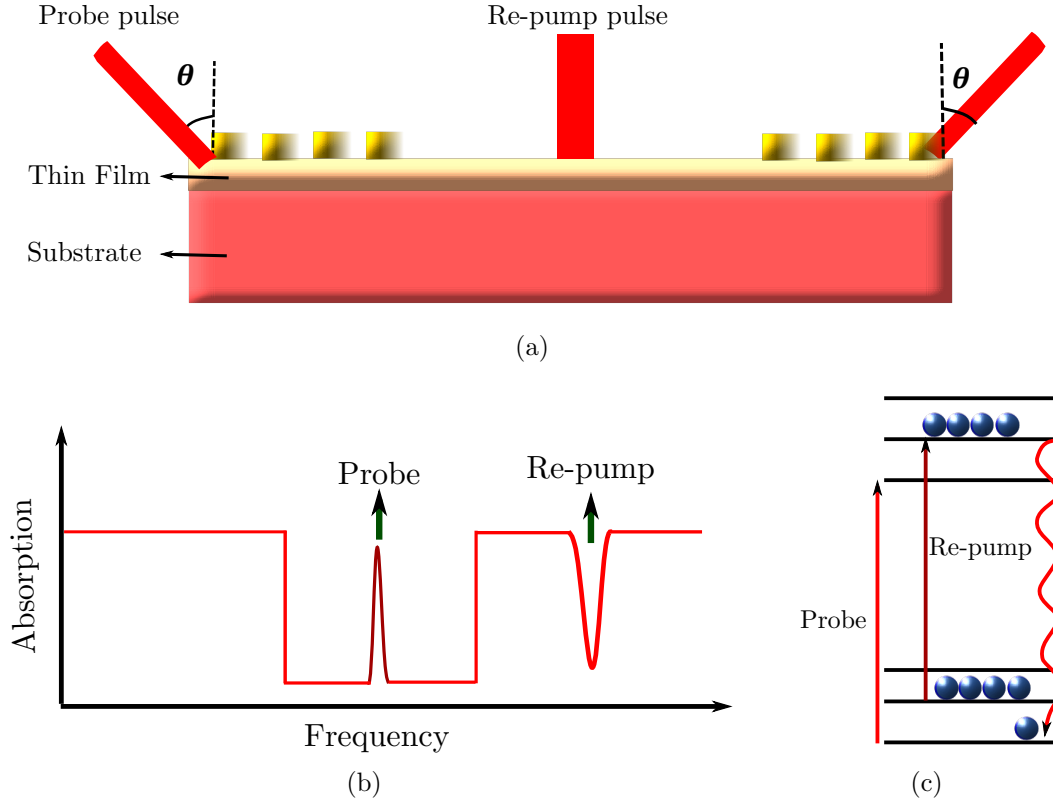 Probe pulse
Re-pump pulse
θ
θ
Thin Film
Substrate
(a)
Absorption
Probe
Re-pump
Frequency
(b)
Re-pump
Probe
(c)